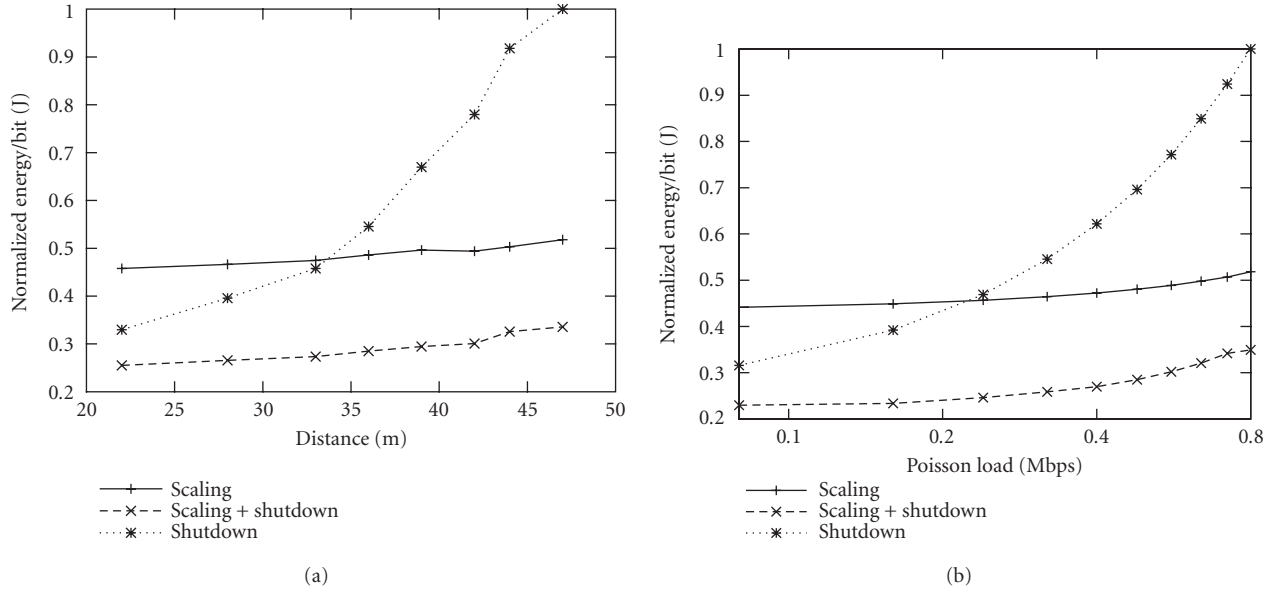 1
0.9
0.8
0.7
0.6
0.5
0.4
0.3
0.2
Normalized energy/bit (J)
20 25 30 35 40 45 50
Distance (m)
Scaling
Scaling + shutdown
Shutdown
(a)
1
0.9
0.8
0.7
0.6
0.5
0.4
0.3
0.2
Normalized energy/bit (J)
0.1 0.2 0.4 0.8
Poisson load (Mbps)
Scaling
Scaling + shutdown
Shutdown
(b)